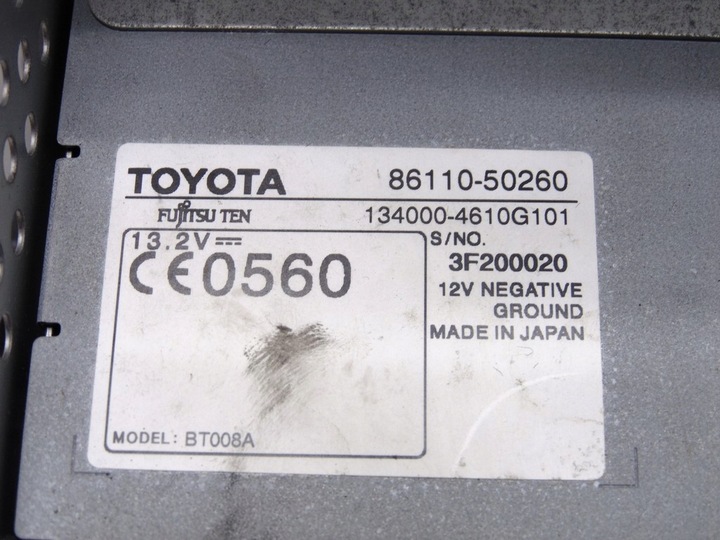 TOYOTA 86110-50260
FUJITSU TEN 134000-4610G101
13.2V S/NO.
CE0560 3F200020
12V NEGATIVE
GROUND
MADE IN JAPAN
MODEL: BT008A